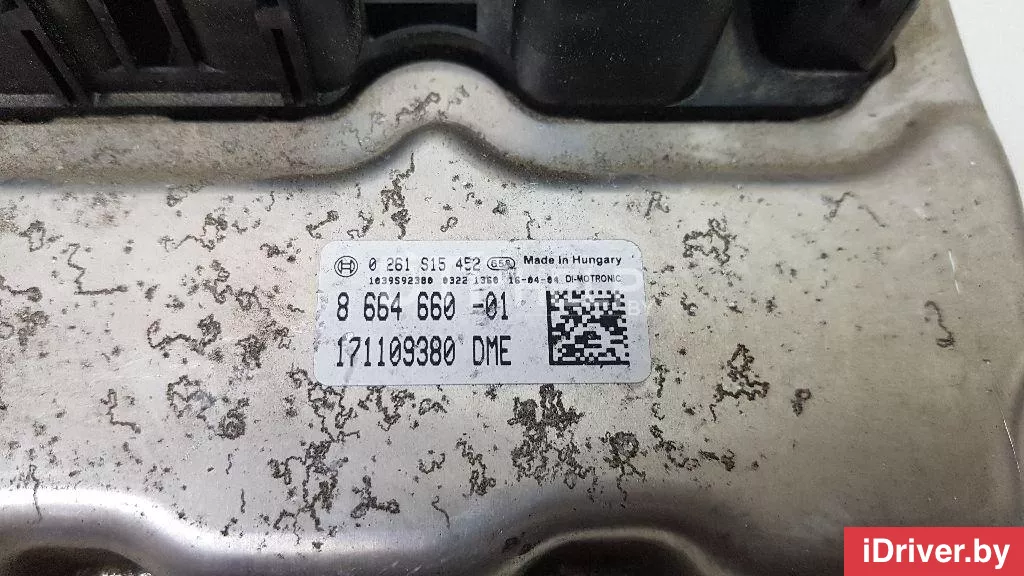 0 261 S15 452 658 Made in Hungary
1039S92380 0322 1360 16-04-04 DI-MOTRONIC
8 664 660 -01
171109380 DME
iDriver.by